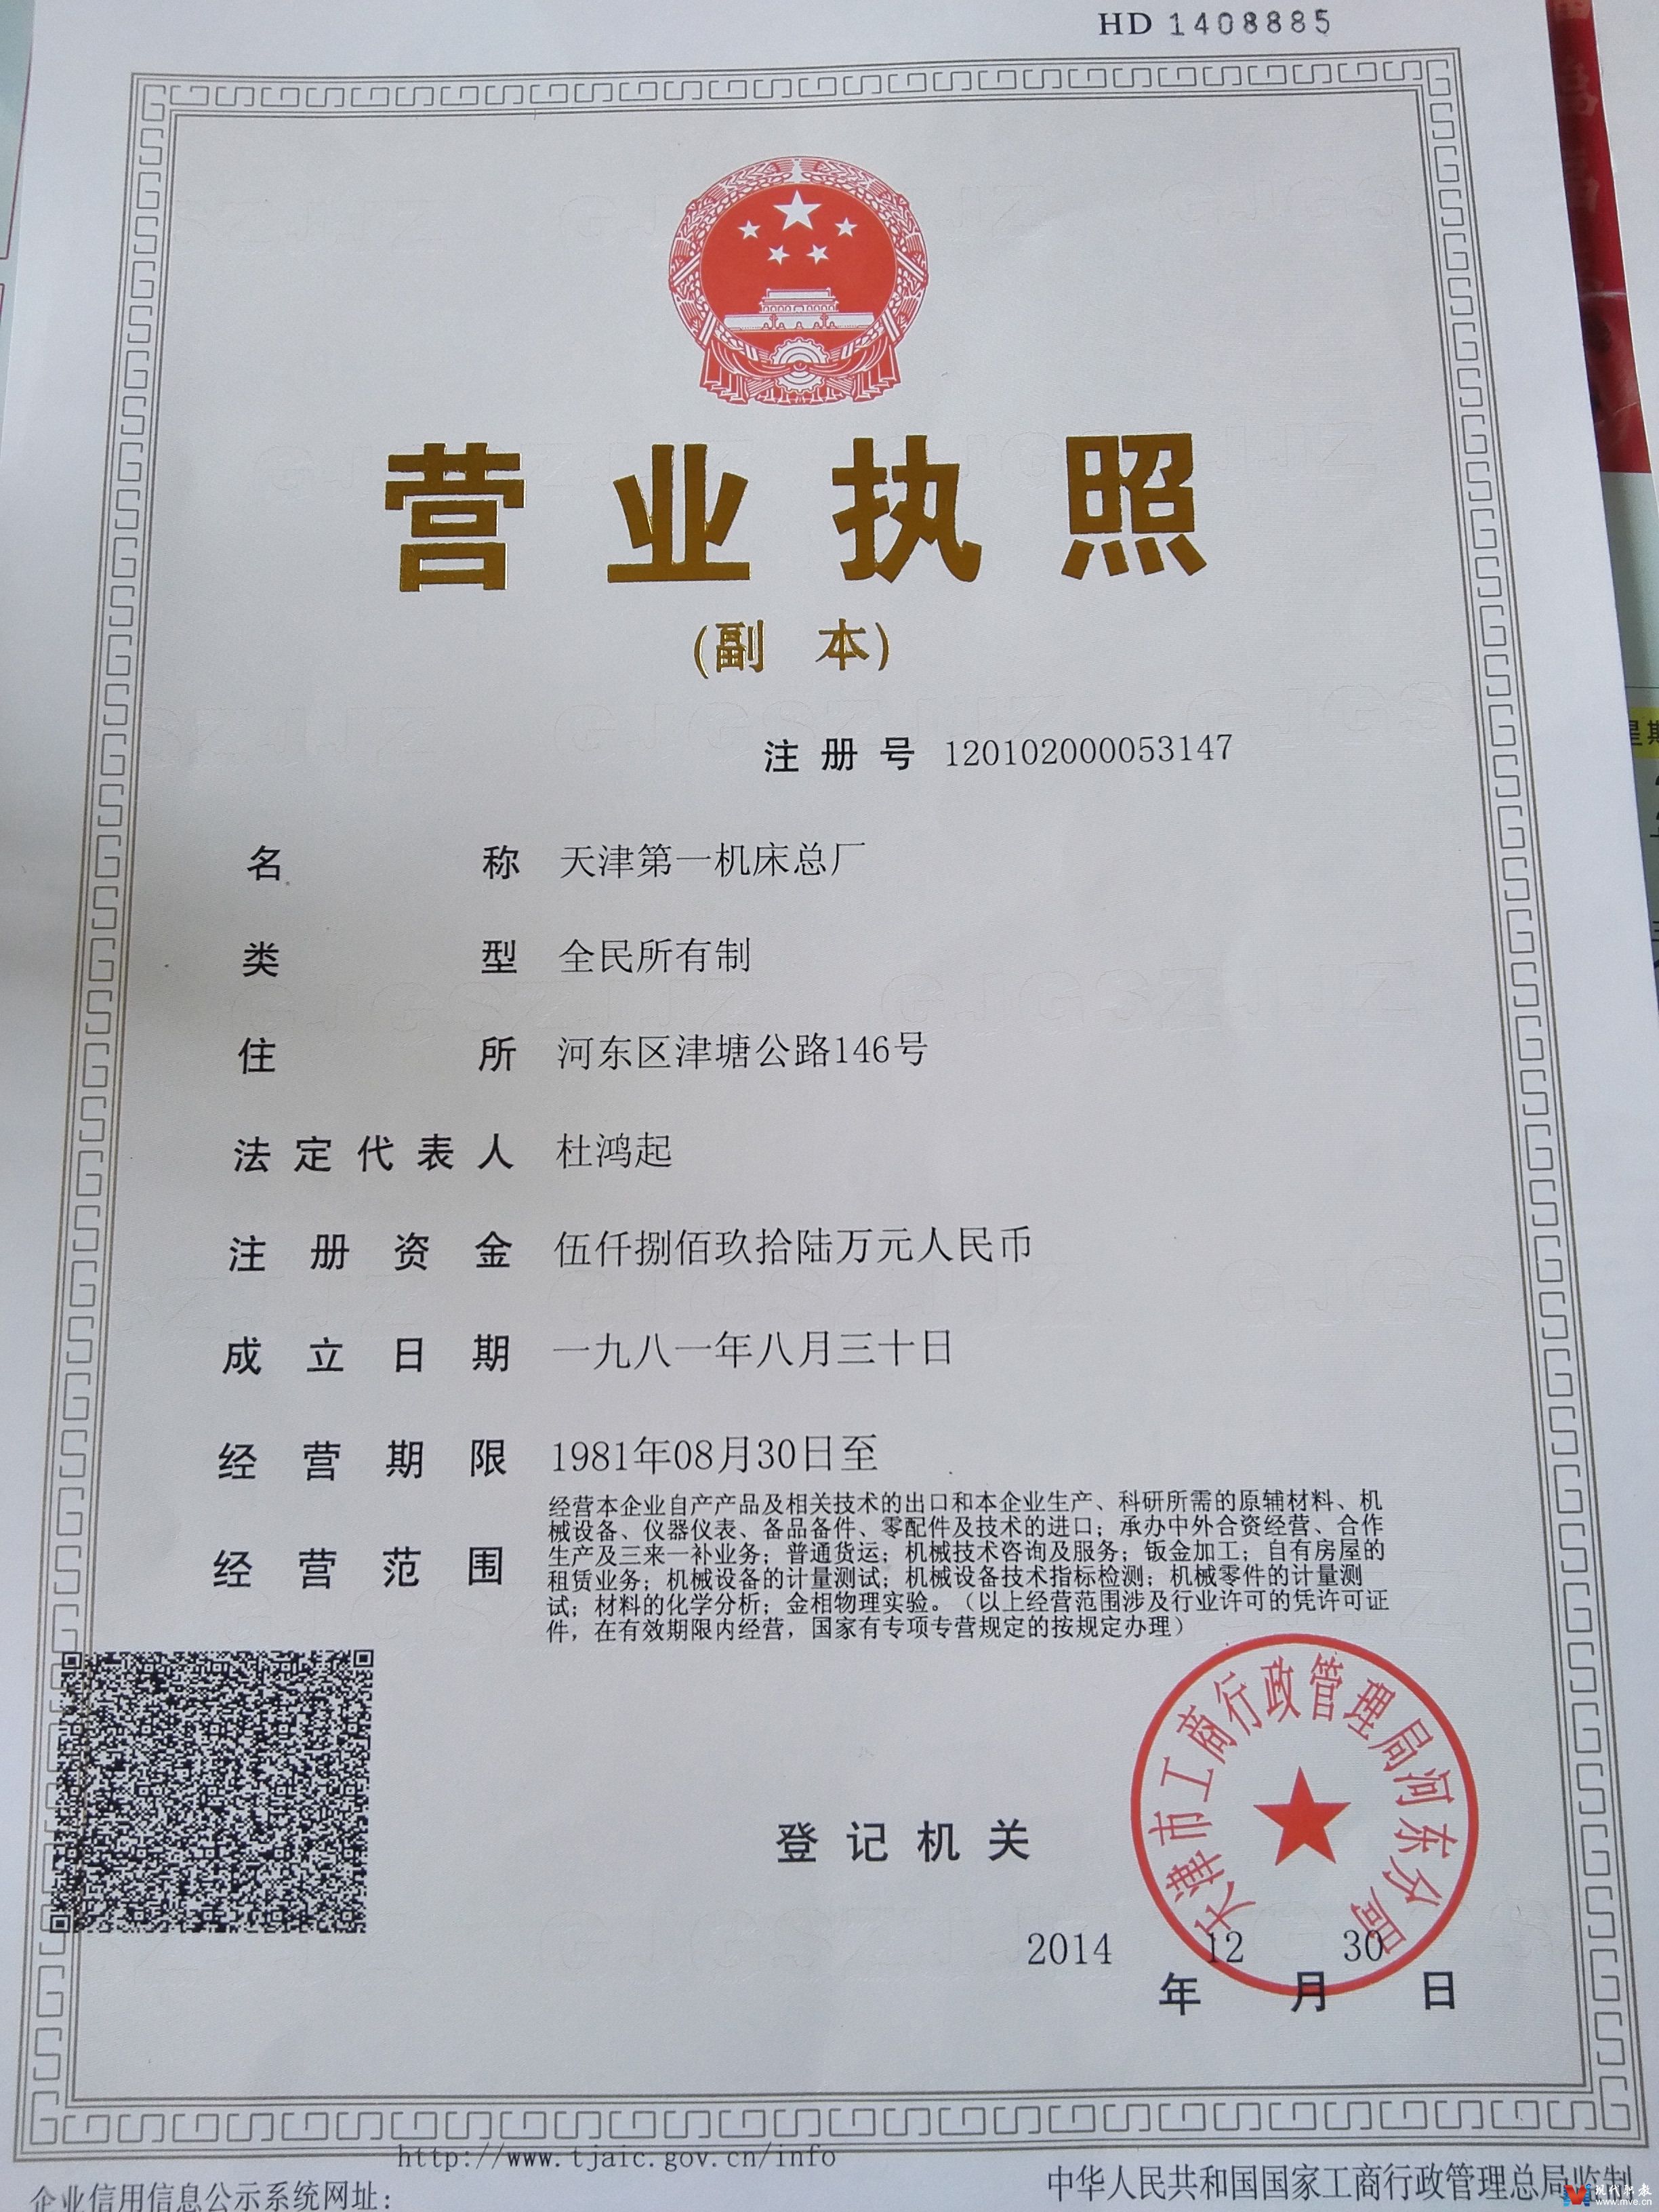 HD 1408885
营业执照
(副 本)
注册号 120102000053147
名称 天津第一机床总厂
类型 全民所有制
住所 河东区津塘公路146号
法定代表人 杜鸿起
注册资金 伍仟捌佰玖拾陆万元人民币
成立日期 一九八一年八月三十日
经营期限 1981年08月30日至
经营范围 经营本企业自产产品及相关技术的出口和本企业生产、科研所需的原辅材料、机
械设备、仪器仪表、备品备件、零配件及技术的进口；承办中外合资经营、合作
生产及三来一补业务；普通货运；机械技术咨询及服务；钣金加工；自有房屋的
租赁业务；机械设备的计量测试；机械设备技术指标检测；机械零件的计量测
试；材料的化学分析；金相物理实验。（以上经营范围涉及行业许可的凭许可证
件，在有效期限内经营，国家有专项专营规定的按规定办理）
天津市工商行政管理局河东分局
登记机关
2014年12月30日
http://www.tjaic.gov.cn/info
企业信用信息公示系统网址：
中华人民共和国国家工商行政管理总局监制
现代职教
www.mve.cn